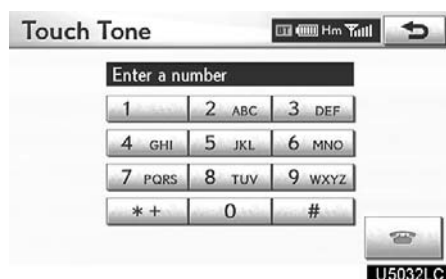 Touch Tone BT Hm
Enter a number
1 2 ABC 3 DEF
4 GHI 5 JKL 6 MNO
7 PQRS 8 TUV 9 WXYZ
* + 0 #
U5032LC